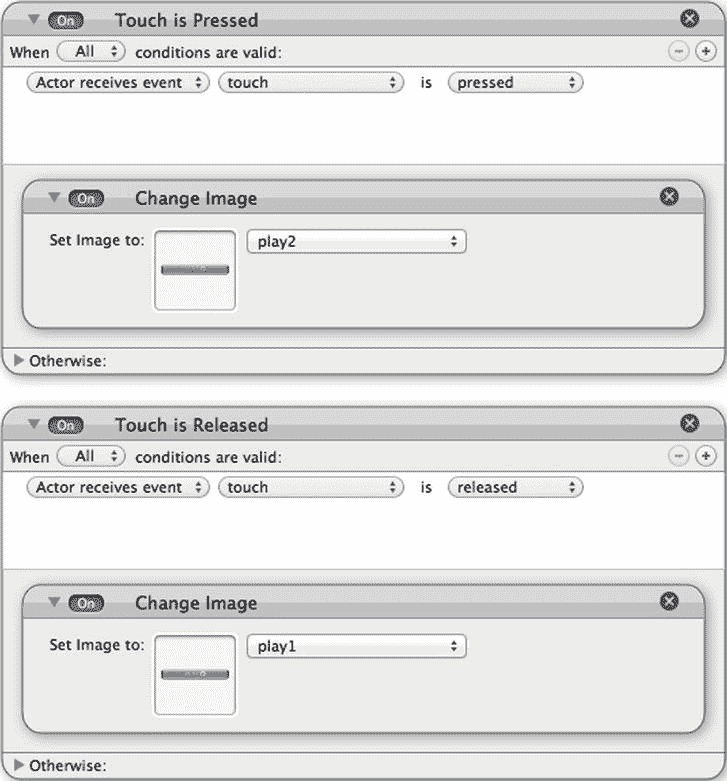 On Touch is Pressed
When All conditions are valid:
Actor receives event touch is pressed
On Change Image
Set Image to: play2
Otherwise:
On Touch is Released
When All conditions are valid:
Actor receives event touch is released
On Change Image
Set Image to: play1
Otherwise: